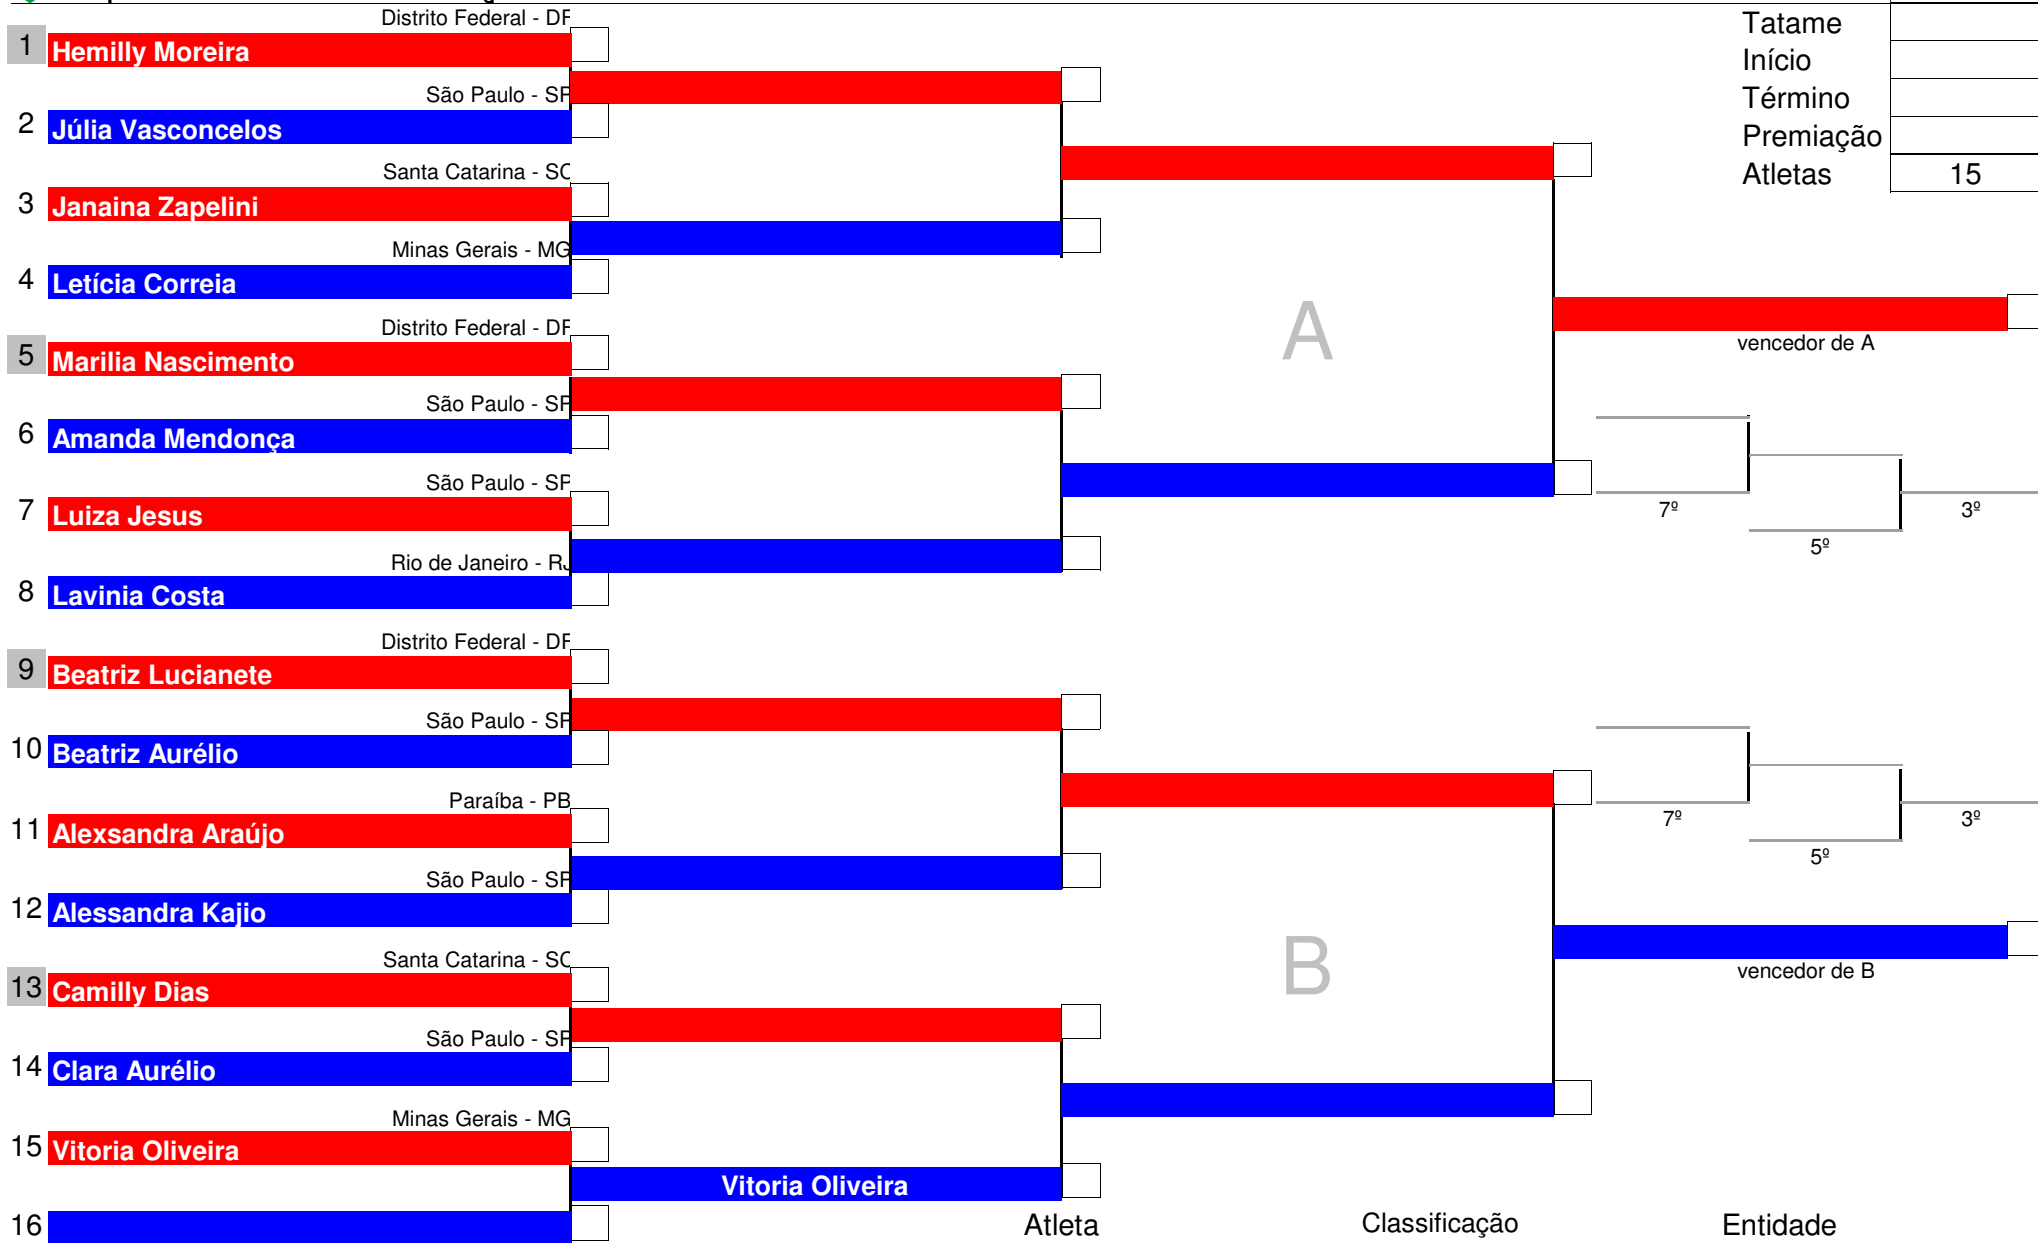 Distrito Federal - DF
1 Hemilly Moreira
São Paulo - SP
2 Júlia Vasconcelos
Santa Catarina - SC
3 Janaina Zapelini
Minas Gerais - MG
4 Letícia Correia
Distrito Federal - DF
5 Marilia Nascimento
São Paulo - SP
6 Amanda Mendonça
São Paulo - SP
7 Luiza Jesus
Rio de Janeiro - RJ
8 Lavinia Costa
Distrito Federal - DF
9 Beatriz Lucianete
São Paulo - SP
10 Beatriz Aurélio
Paraíba - PB
11 Alexsandra Araújo
São Paulo - SP
12 Alessandra Kajio
Santa Catarina - SC
13 Camilly Dias
São Paulo - SP
14 Clara Aurélio
Minas Gerais - MG
15 Vitoria Oliveira
16
Vitoria Oliveira
A
B
Tatame
Início
Término
Premiação
Atletas 15
vencedor de A
7º
5º
3º
7º
5º
3º
vencedor de B
Atleta Classificação Entidade